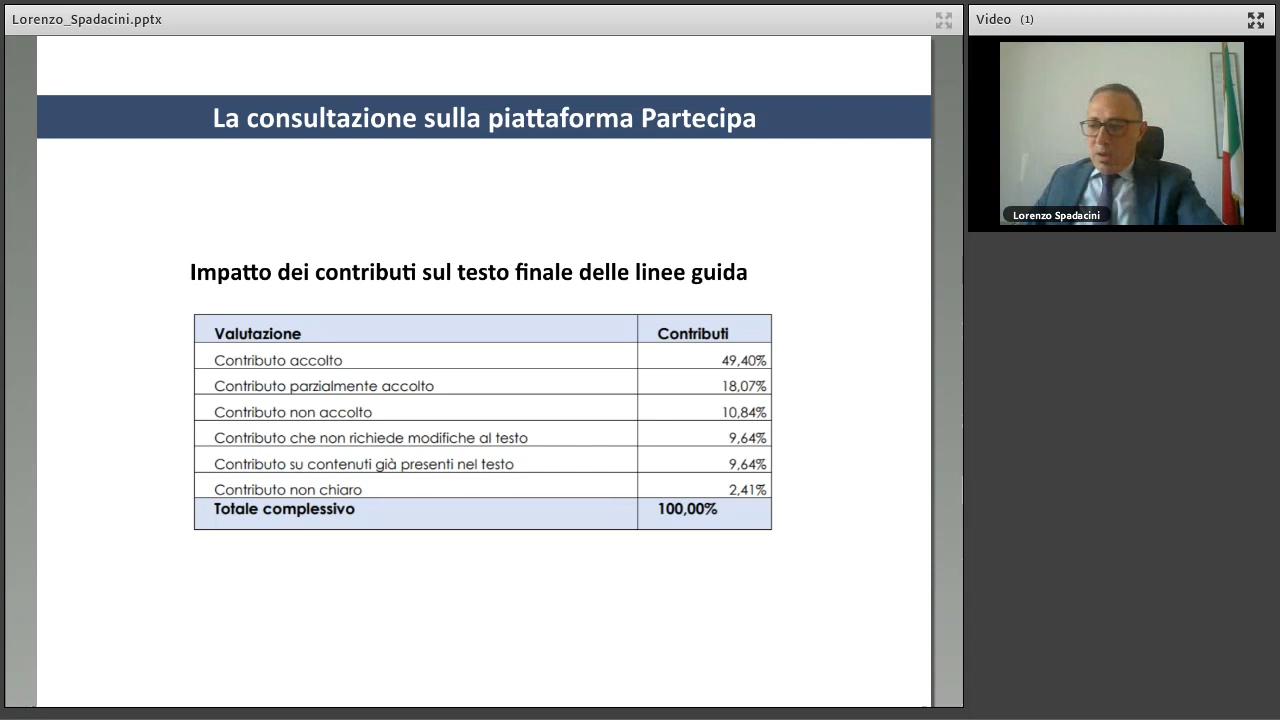 Lorenzo_Spadacini.pptx
Video (1)
La consultazione sulla piattaforma Partecipa
Lorenzo Spadacini
Impatto dei contributi sul testo finale delle linee guida
Valutazione Contributi
Contributo accolto 49,40%
Contributo parzialmente accolto 18,07%
Contributo non accolto 10,84%
Contributo che non richiede modifiche al testo 9,64%
Contributo su contenuti già presenti nel testo 9,64%
Contributo non chiaro 2,41%
Totale complessivo 100,00%